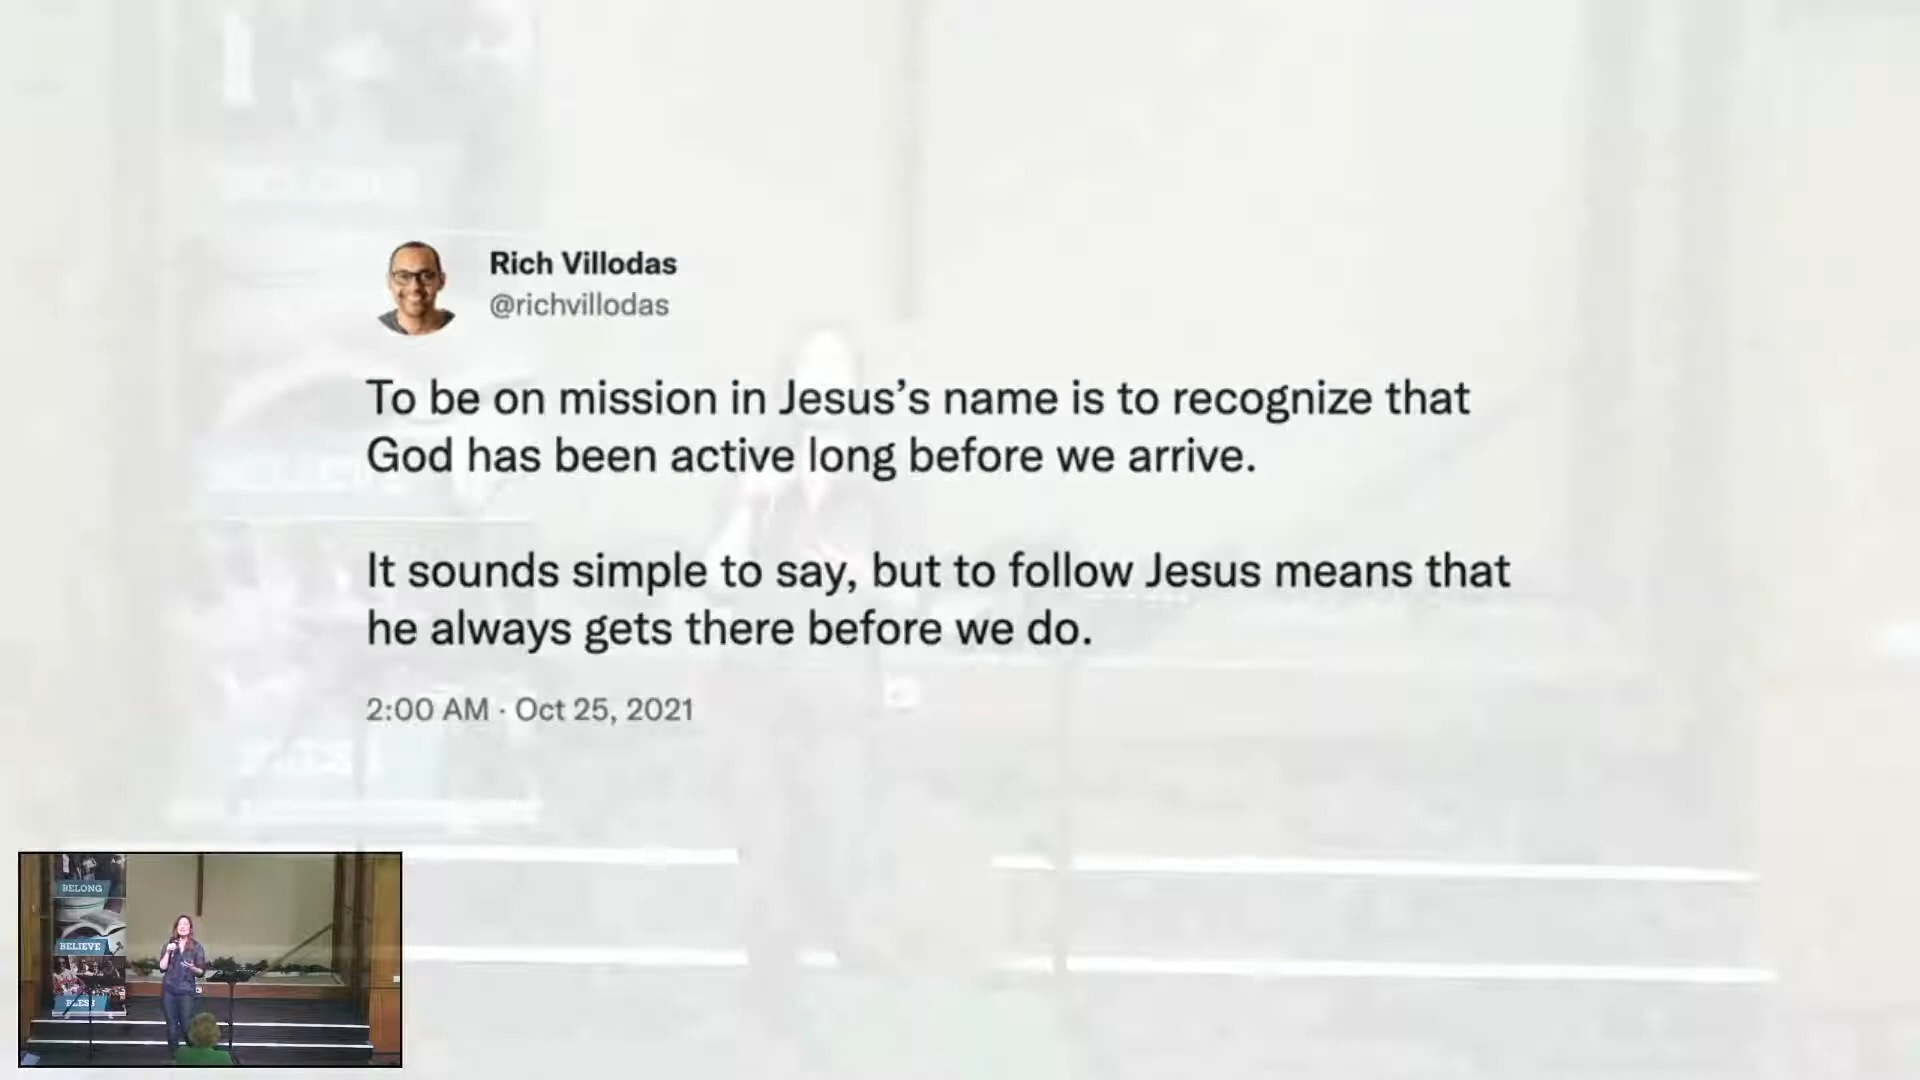 Rich Villodas
@richvillodas
To be on mission in Jesus’s name is to recognize that
God has been active long before we arrive.
It sounds simple to say, but to follow Jesus means that
he always gets there before we do.
2:00 AM · Oct 25, 2021
BELONG
BELIEVE
BLESS